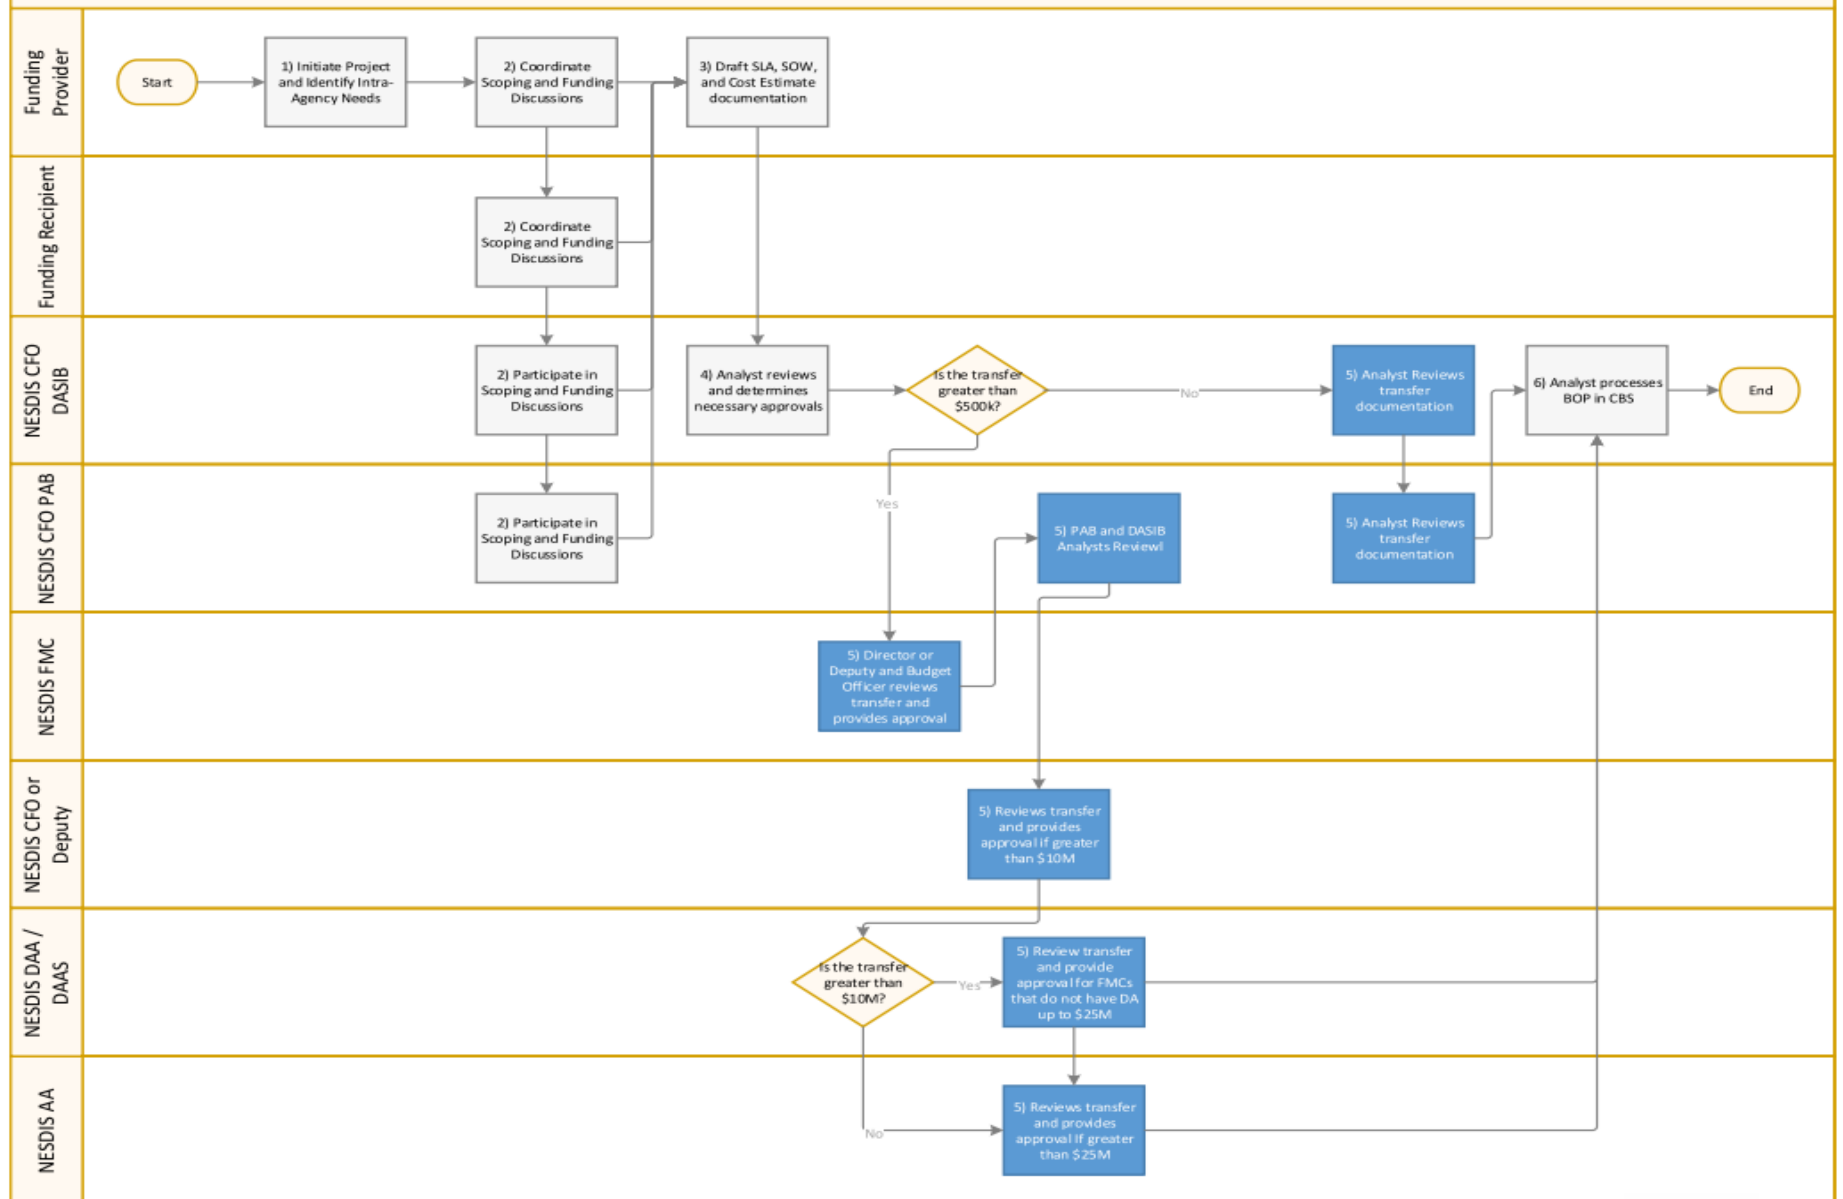 Funding
Provider
Start
1) Initiate Project
and Identify Intra-
Agency Needs
2) Coordinate
Scoping and Funding
Discussions
3) Draft SLA, SOW,
and Cost Estimate
documentation
Funding Recipient
2) Coordinate
Scoping and Funding
Discussions
NESDIS CFO
DASIB
2) Participate in
Scoping and Funding
Discussions
4) Analyst reviews
and determines
necessary approvals
Is the transfer
greater than
$500k?
No
5) Analyst Reviews
transfer
documentation
6) Analyst processes
BOP in CBS
End
NESDIS CFO PAB
2) Participate in
Scoping and Funding
Discussions
Yes
5) PAB and DASIB
Analysts Reviewl
5) Analyst Reviews
transfer
documentation
NESDIS FMC
5) Director or
Deputy and Budget
Officer reviews
transfer and
provides approval
NESDIS CFO or
Deputy
5) Reviews transfer
and provides
approval if greater
than $10M
NESDIS DAA /
DAAS
Is the transfer
greater than
$10M?
Yes
5) Review transfer
and provide
approval for FMCs
that do not have DA
up to $25M
NESDIS AA
No
5) Reviews transfer
and provides
approval If greater
than $25M